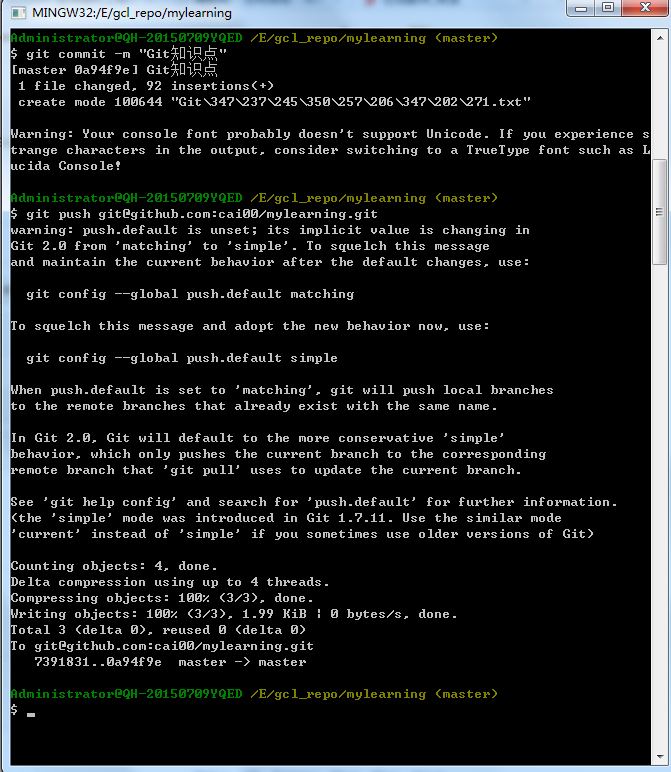 MINGW32:/E/gcl_repo/mylearning
Administrator@QH-20150709YQED /E/gcl_repo/mylearning (master)
$ git commit -m "Git知识点"
[master 0a94f9e] Git知识点
 1 file changed, 92 insertions(+)
 create mode 100644 "Git\347\237\245\350\257\206\347\202\271.txt"
Warning: Your console font probably doesn't support Unicode. If you experience s
trange characters in the output, consider switching to a TrueType font such as L
ucida Console!
Administrator@QH-20150709YQED /E/gcl_repo/mylearning (master)
$ git push git@github.com:cai00/mylearning.git
warning: push.default is unset; its implicit value is changing in
Git 2.0 from 'matching' to 'simple'. To squelch this message
and maintain the current behavior after the default changes, use:
  git config --global push.default matching
To squelch this message and adopt the new behavior now, use:
  git config --global push.default simple
When push.default is set to 'matching', git will push local branches
to the remote branches that already exist with the same name.
In Git 2.0, Git will default to the more conservative 'simple'
behavior, which only pushes the current branch to the corresponding
remote branch that 'git pull' uses to update the current branch.
See 'git help config' and search for 'push.default' for further information.
(the 'simple' mode was introduced in Git 1.7.11. Use the similar mode
'current' instead of 'simple' if you sometimes use older versions of Git)
Counting objects: 4, done.
Delta compression using up to 4 threads.
Compressing objects: 100% (3/3), done.
Writing objects: 100% (3/3), 1.99 KiB | 0 bytes/s, done.
Total 3 (delta 0), reused 0 (delta 0)
To git@github.com:cai00/mylearning.git
   7391831..0a94f9e  master -> master
Administrator@QH-20150709YQED /E/gcl_repo/mylearning (master)
$